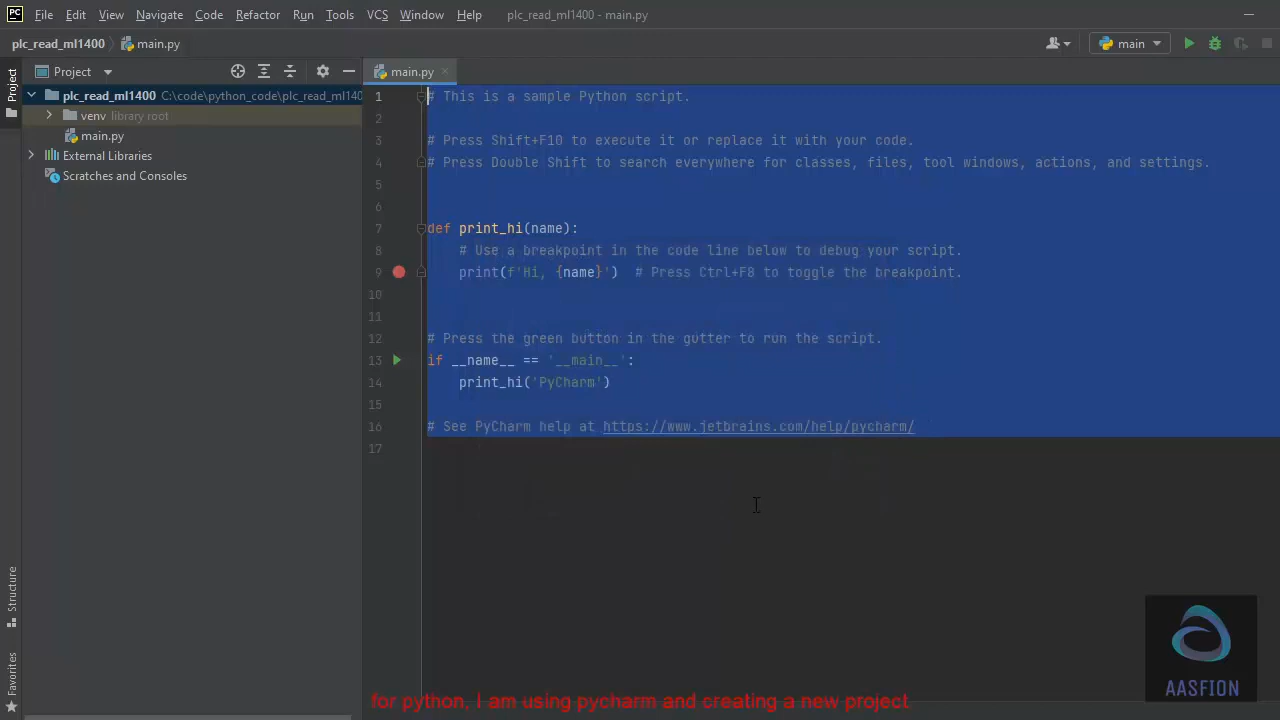 File Edit View Navigate Code Refactor Run Tools VCS Window Help plc_read_ml1400 - main.py
plc_read_ml1400 main.py main
Project main.py
Project
plc_read_ml1400 C:\code\python_code\plc_read_ml140
venv library root
main.py
External Libraries
Scratches and Consoles
1 # This is a sample Python script.
2
3 # Press Shift+F10 to execute it or replace it with your code.
4 # Press Double Shift to search everywhere for classes, files, tool windows, actions, and settings.
5
6
7 def print_hi(name):
8 # Use a breakpoint in the code line below to debug your script.
9 print(f'Hi, {name}') # Press Ctrl+F8 to toggle the breakpoint.
10
11
12 # Press the green button in the gutter to run the script.
13 if __name__ == '__main__':
14 print_hi('PyCharm')
15
16 # See PyCharm help at https://www.jetbrains.com/help/pycharm/
17
Structure
Favorites
AASFION
for python, I am using pycharm and creating a new project